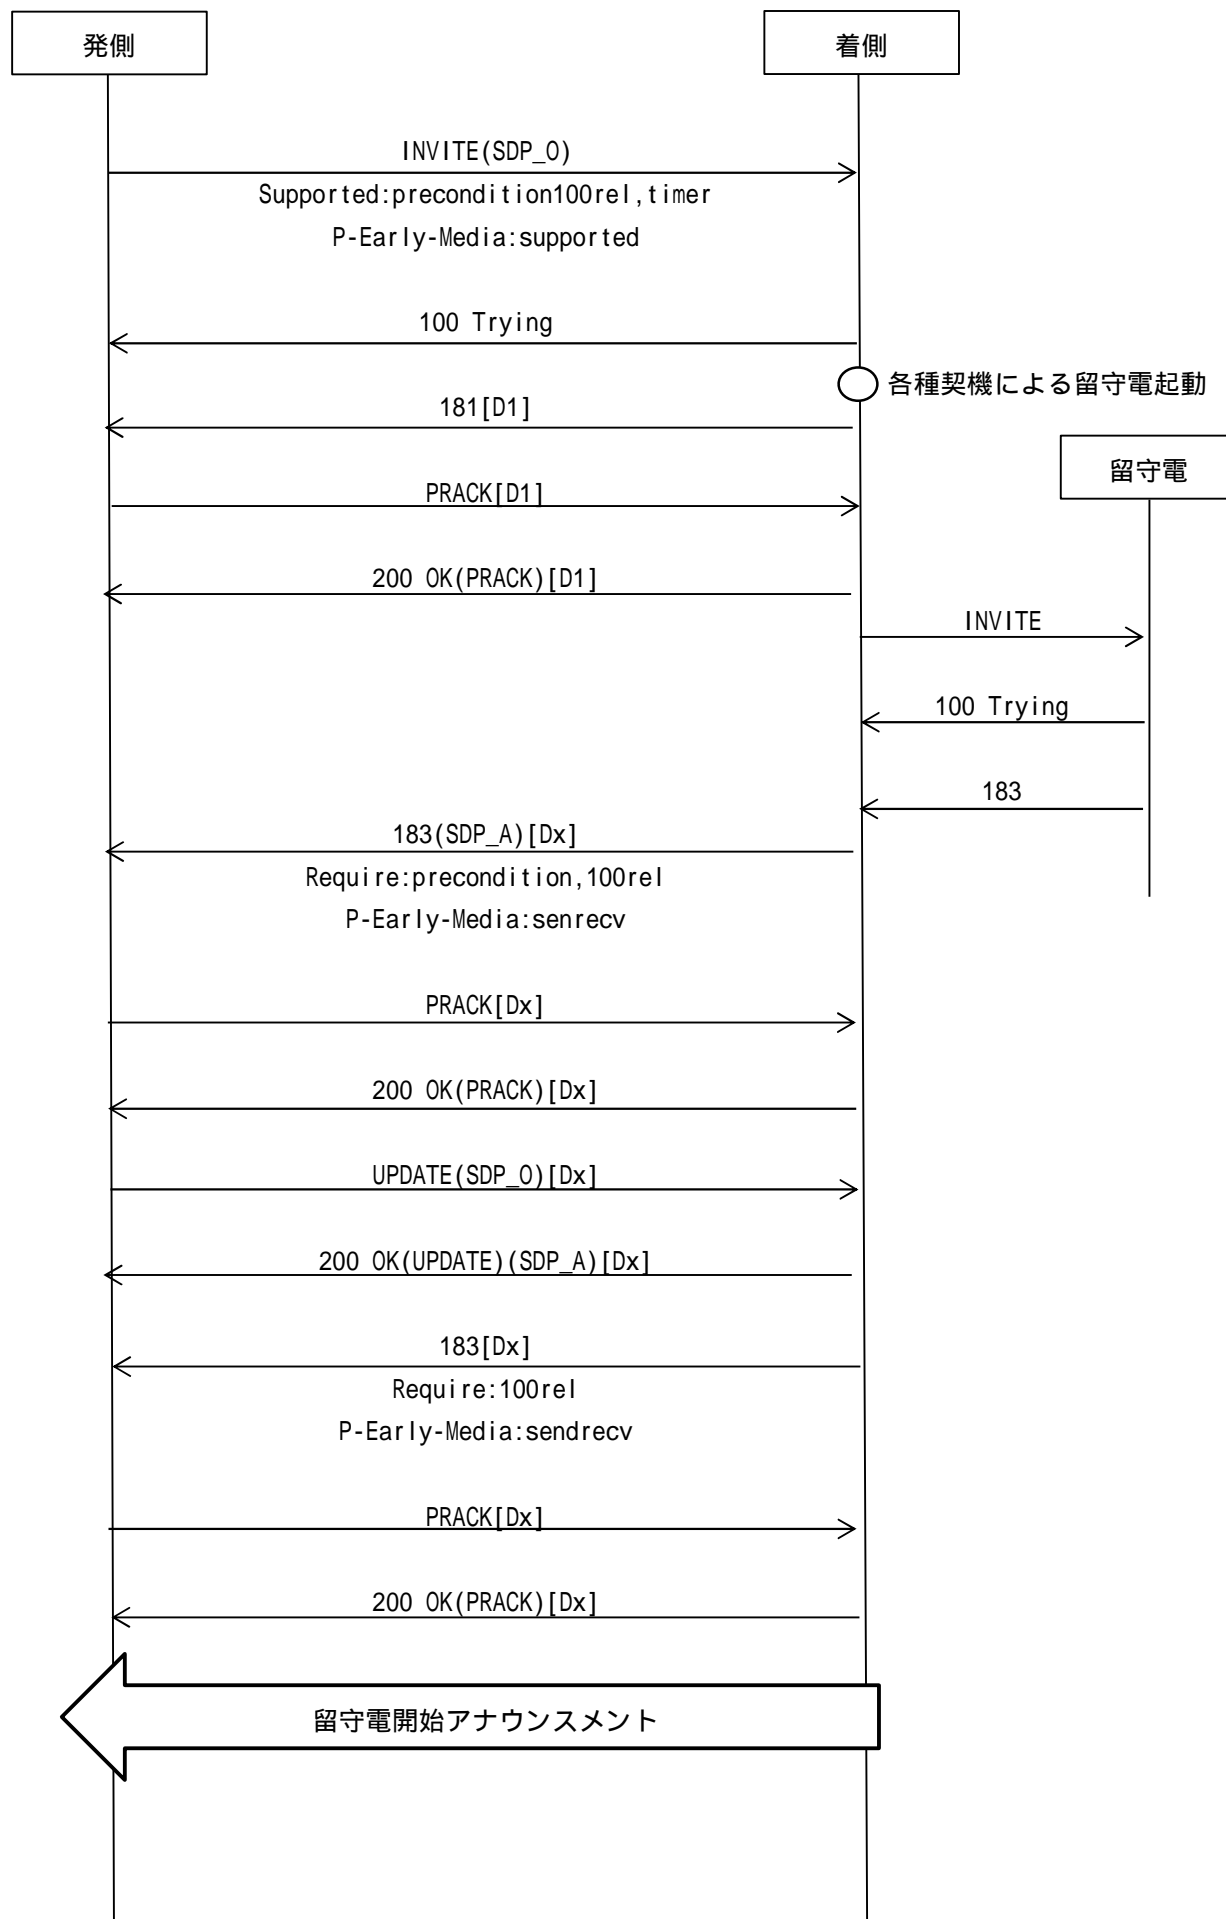 発側
着側
INVITE(SDP_O)
Supported:precondition100rel,timer
P-Early-Media:supported
100 Trying
各種契機による留守電起動
181[D1]
留守電
PRACK[D1]
200 OK(PRACK)[D1]
INVITE
100 Trying
183
183(SDP_A)[Dx]
Require:precondition,100rel
P-Early-Media:senrecv
PRACK[Dx]
200 OK(PRACK)[Dx]
UPDATE(SDP_O)[Dx]
200 OK(UPDATE)(SDP_A)[Dx]
183[Dx]
Require:100rel
P-Early-Media:sendrecv
PRACK[Dx]
200 OK(PRACK)[Dx]
留守電開始アナウンスメント